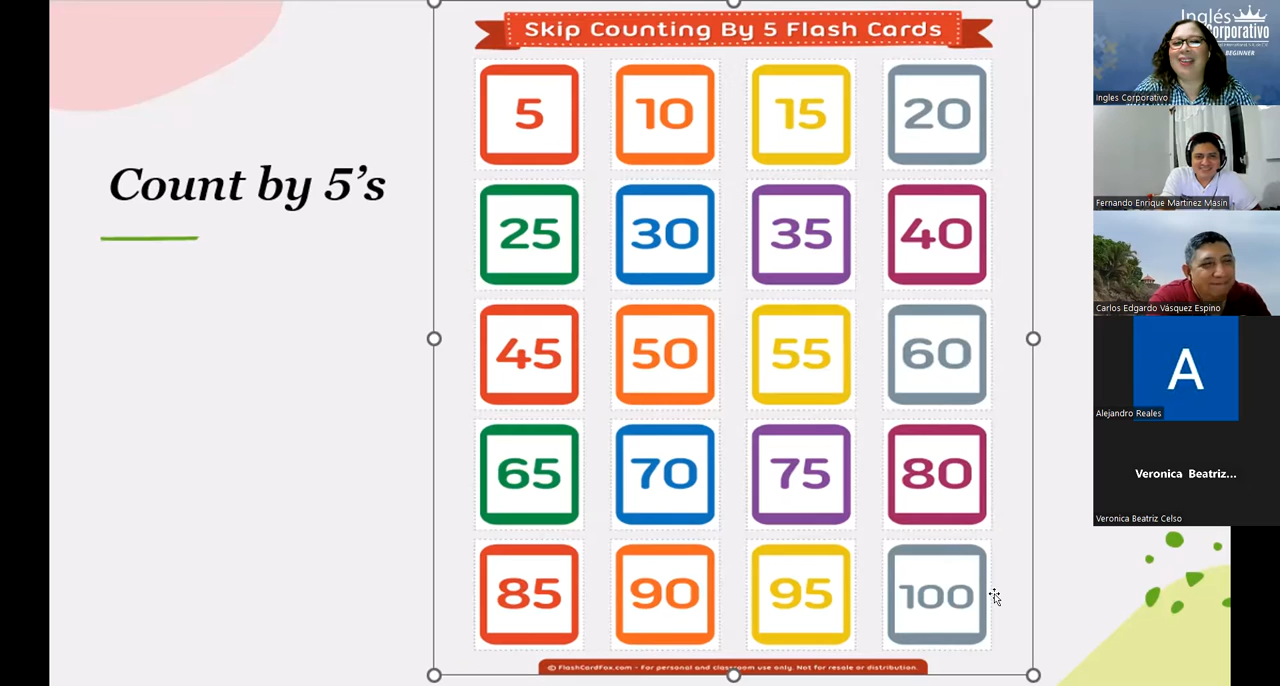 Skip Counting By 5 Flash Cards
Count by 5's
5 10 15 20
25 30 35 40
45 50 55 60
65 70 75 80
85 90 95 100
© FlashCardFox.com - For personal and classroom use only. Not for resale or distribution.
Inglés
Corporativo
BEGINNER
Ingles Corporativo
Fernando Enrique Martinez Masin
Carlos Edgardo Vásquez Espino
A
Alejandro Reales
Veronica Beatriz...
Veronica Beatriz Celso